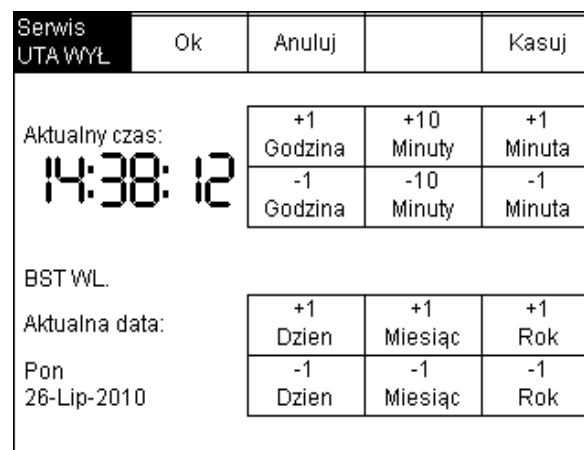 Serwis
UTA WYŁ
Ok
Anuluj
Kasuj
Aktualny czas:
14:38:12
+1
Godzina
+10
Minuty
+1
Minuta
-1
Godzina
-10
Minuty
-1
Minuta
BST WL.
Aktualna data:
+1
Dzien
+1
Miesiąc
+1
Rok
Pon
26-Lip-2010
-1
Dzien
-1
Miesiąc
-1
Rok